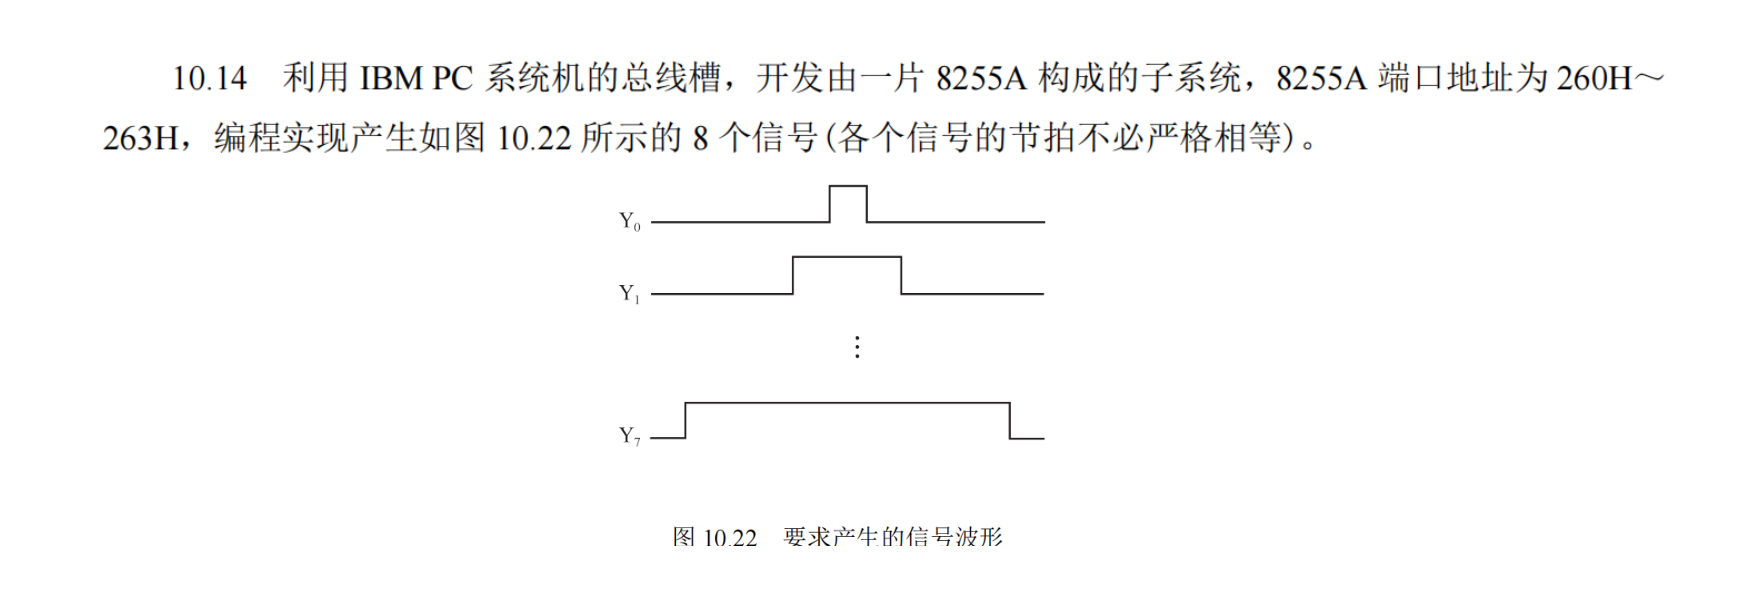 10.14 利用 IBM PC 系统机的总线槽，开发由一片 8255A 构成的子系统，8255A 端口地址为 260H～
263H，编程实现产生如图 10.22 所示的 8 个信号(各个信号的节拍不必严格相等)。
Y₀
Y₁
⋮
Y₇
图 10.22 要求产生的信号波形